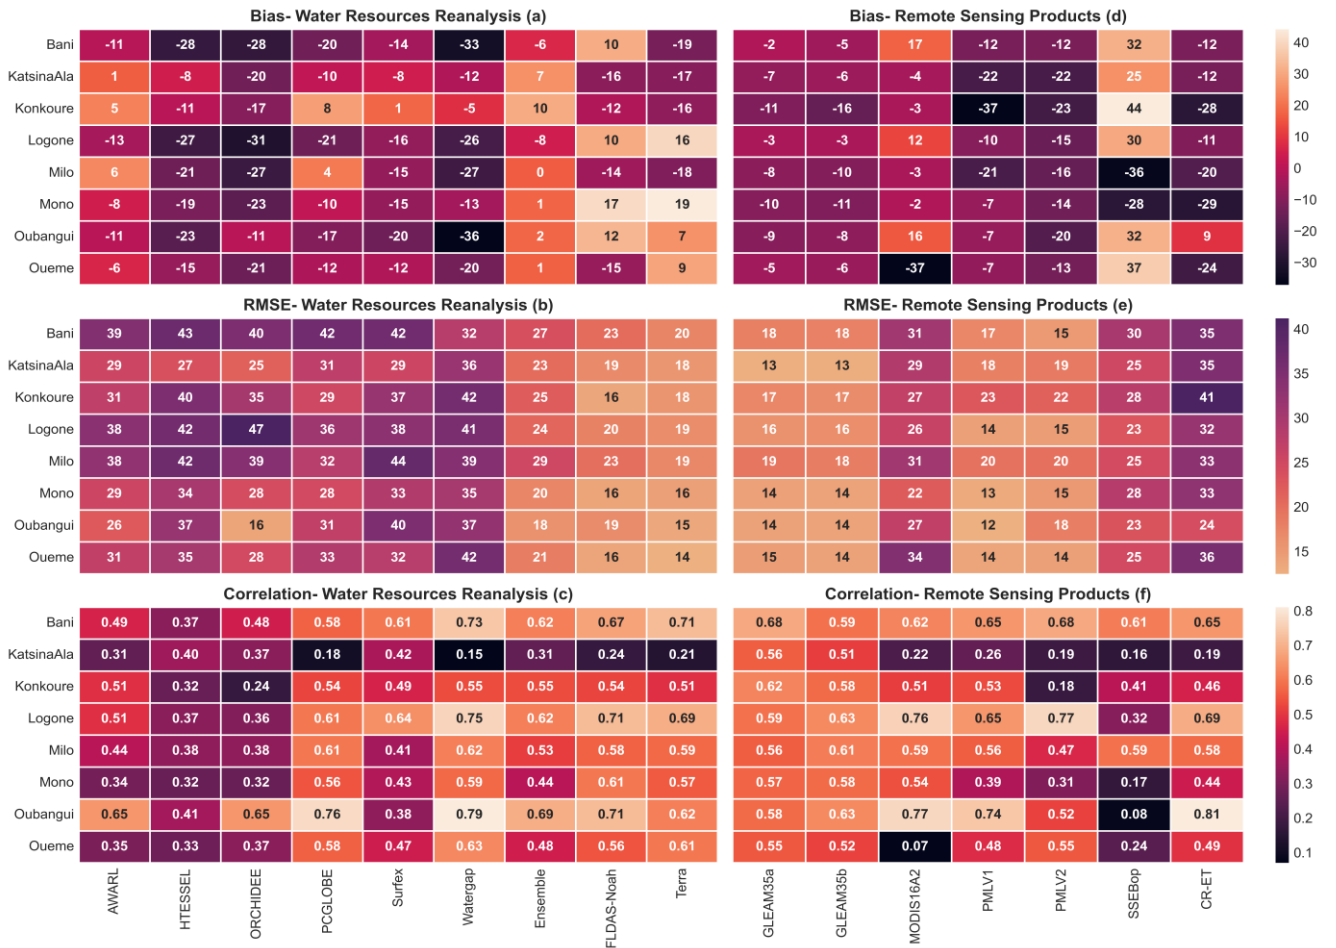 Bias- Water Resources Reanalysis (a) Bias- Remote Sensing Products (d)
Bani -11 -28 -28 -20 -14 -33 -6 10 -19 -2 -5 17 -12 -12 32 -12
KatsinaAla 1 -8 -20 -10 -8 -12 7 -16 -17 -7 -6 -4 -22 -22 25 -12
Konkoure 5 -11 -17 8 1 -5 10 -12 -16 -11 -16 -3 -37 -23 44 -28
Logone -13 -27 -31 -21 -16 -26 -8 10 16 -3 -3 12 -10 -15 30 -11
Milo 6 -21 -27 4 -15 -27 0 -14 -18 -8 -10 -3 -21 -16 -36 -20
Mono -8 -19 -23 -10 -15 -13 1 17 19 -10 -11 -2 -7 -14 -28 -29
Oubangui -11 -23 -11 -17 -20 -36 2 12 7 -9 -8 16 -7 -20 32 9
Oueme -6 -15 -21 -12 -12 -20 1 -15 9 -5 -6 -37 -7 -13 37 -24
40
30
20
10
0
−10
−20
−30
RMSE- Water Resources Reanalysis (b) RMSE- Remote Sensing Products (e)
Bani 39 43 40 42 42 32 27 23 20 18 18 31 17 15 30 35
KatsinaAla 29 27 25 31 29 36 23 19 18 13 13 29 18 19 25 35
Konkoure 31 40 35 29 37 42 25 16 18 17 17 27 23 22 28 41
Logone 38 42 47 36 38 41 24 20 19 16 16 26 14 15 23 32
Milo 38 42 39 32 44 39 29 23 19 19 18 31 20 20 25 33
Mono 29 34 28 28 33 35 20 16 16 14 14 22 13 15 28 33
Oubangui 26 37 16 31 40 37 18 19 15 14 14 27 12 18 23 24
Oueme 31 35 28 33 32 42 21 16 14 15 14 34 14 14 25 36
40
35
30
25
20
15
Correlation- Water Resources Reanalysis (c) Correlation- Remote Sensing Products (f)
Bani 0.49 0.37 0.48 0.58 0.61 0.73 0.62 0.67 0.71 0.68 0.59 0.62 0.65 0.68 0.61 0.65
KatsinaAla 0.31 0.40 0.37 0.18 0.42 0.15 0.31 0.24 0.21 0.56 0.51 0.22 0.26 0.19 0.16 0.19
Konkoure 0.51 0.32 0.24 0.54 0.49 0.55 0.55 0.54 0.51 0.62 0.58 0.51 0.53 0.18 0.41 0.46
Logone 0.51 0.37 0.36 0.61 0.64 0.75 0.62 0.71 0.69 0.59 0.63 0.76 0.65 0.77 0.32 0.69
Milo 0.44 0.38 0.38 0.61 0.41 0.62 0.53 0.58 0.59 0.56 0.61 0.59 0.56 0.47 0.59 0.58
Mono 0.34 0.32 0.32 0.56 0.43 0.59 0.44 0.61 0.57 0.57 0.58 0.54 0.39 0.31 0.17 0.44
Oubangui 0.65 0.41 0.65 0.76 0.38 0.79 0.69 0.71 0.62 0.58 0.63 0.77 0.74 0.52 0.08 0.81
Oueme 0.35 0.33 0.37 0.58 0.47 0.63 0.48 0.56 0.61 0.55 0.52 0.07 0.48 0.55 0.24 0.49
0.8
0.7
0.6
0.5
0.4
0.3
0.2
0.1
AWARL
HTESSEL
ORCHIDEE
PCGLOBE
Surfex
Watergap
Ensemble
FLDAS-Noah
Terra
GLEAM35a
GLEAM35b
MODIS16A2
PMLV1
PMLV2
SSEBop
CR-ET